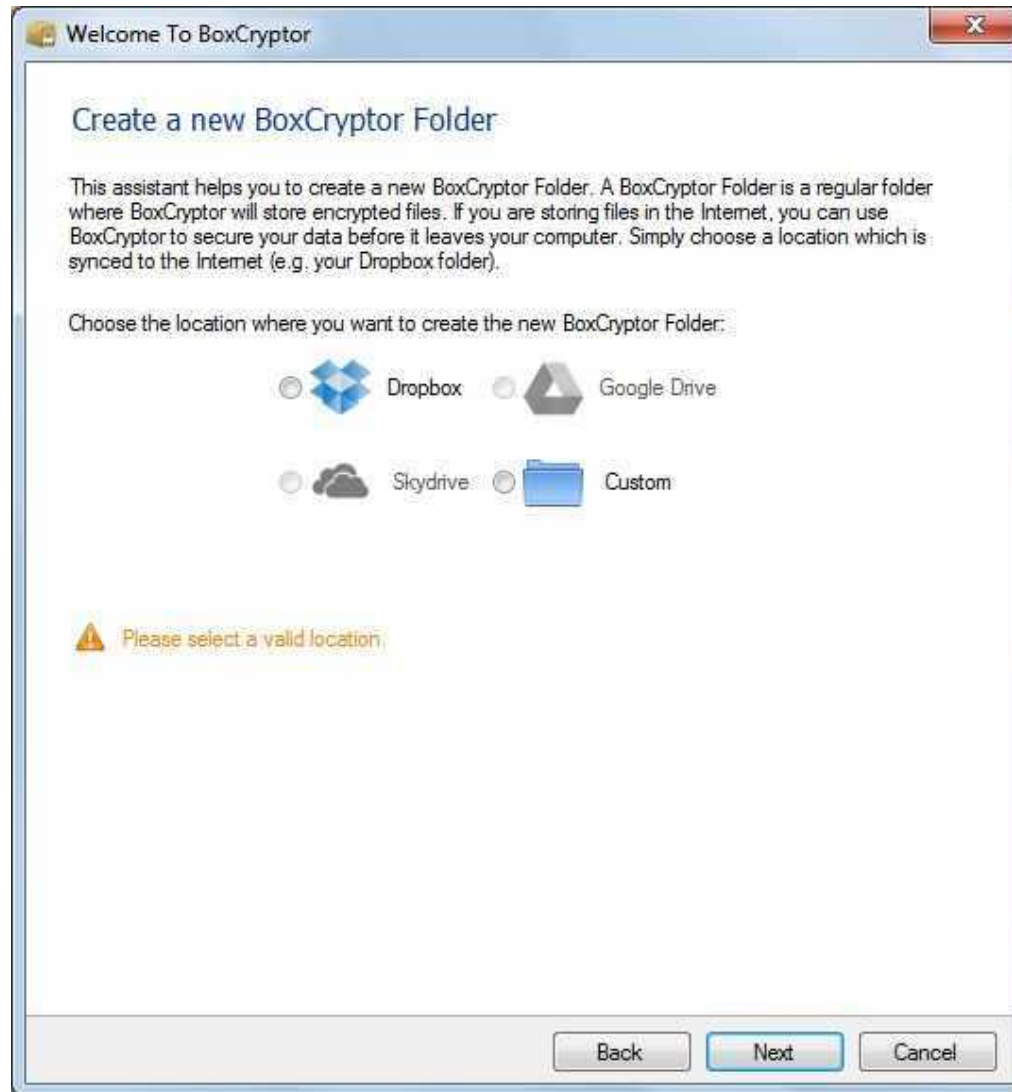 Welcome To BoxCryptor
Create a new BoxCryptor Folder
This assistant helps you to create a new BoxCryptor Folder. A BoxCryptor Folder is a regular folder
where BoxCryptor will store encrypted files. If you are storing files in the Internet, you can use
BoxCryptor to secure your data before it leaves your computer. Simply choose a location which is
synced to the Internet (e.g. your Dropbox folder).
Choose the location where you want to create the new BoxCryptor Folder:
Dropbox Google Drive
Skydrive Custom
Please select a valid location.
Back Next Cancel